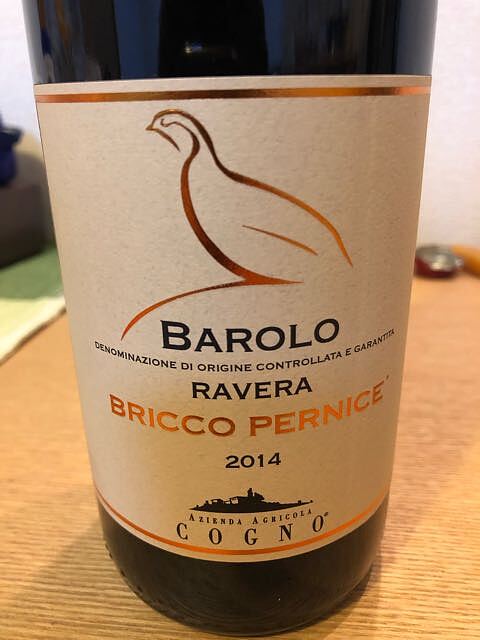 BAROLO
DENOMINAZIONE DI ORIGINE CONTROLLATA E GARANTITA
RAVERA
BRICCO PERNICE®
2014
AZIENDA AGRICOLA
COGNO®